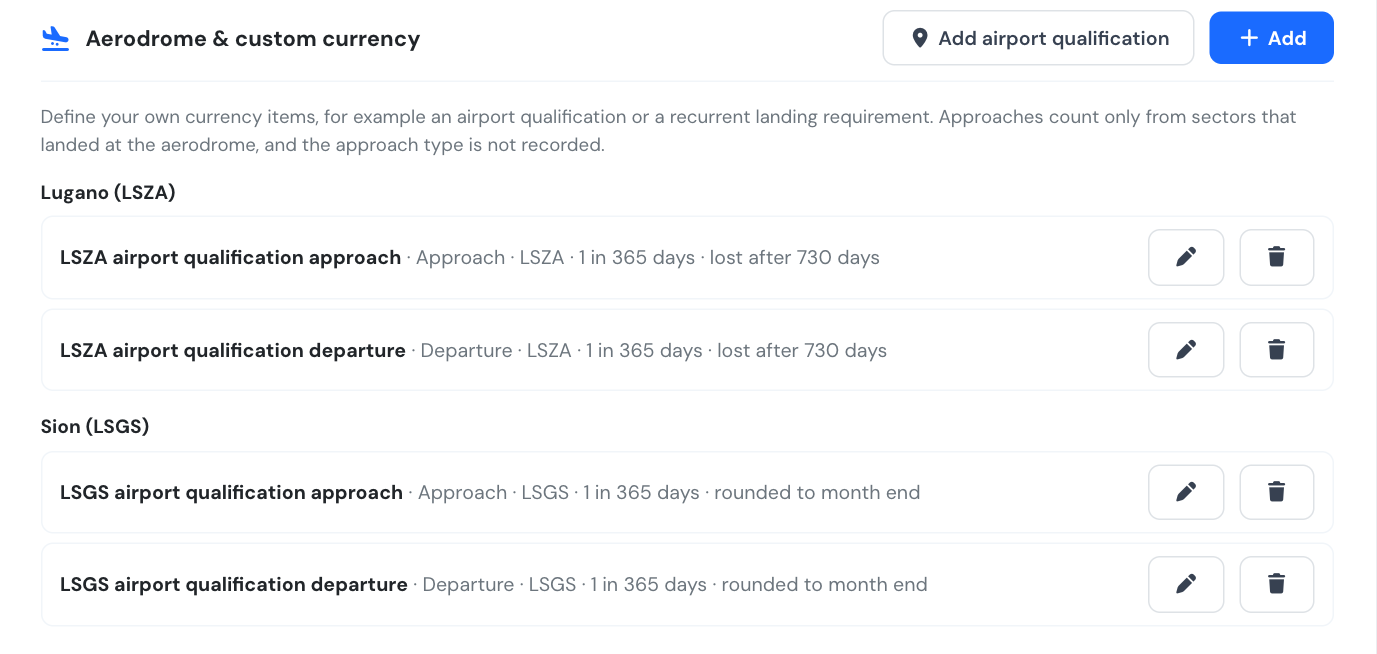 Aerodrome & custom currency
Add airport qualification
+ Add
Define your own currency items, for example an airport qualification or a recurrent landing requirement. Approaches count only from sectors that
landed at the aerodrome, and the approach type is not recorded.
Lugano (LSZA)
LSZA airport qualification approach · Approach · LSZA · 1 in 365 days · lost after 730 days
LSZA airport qualification departure · Departure · LSZA · 1 in 365 days · lost after 730 days
Sion (LSGS)
LSGS airport qualification approach · Approach · LSGS · 1 in 365 days · rounded to month end
LSGS airport qualification departure · Departure · LSGS · 1 in 365 days · rounded to month end